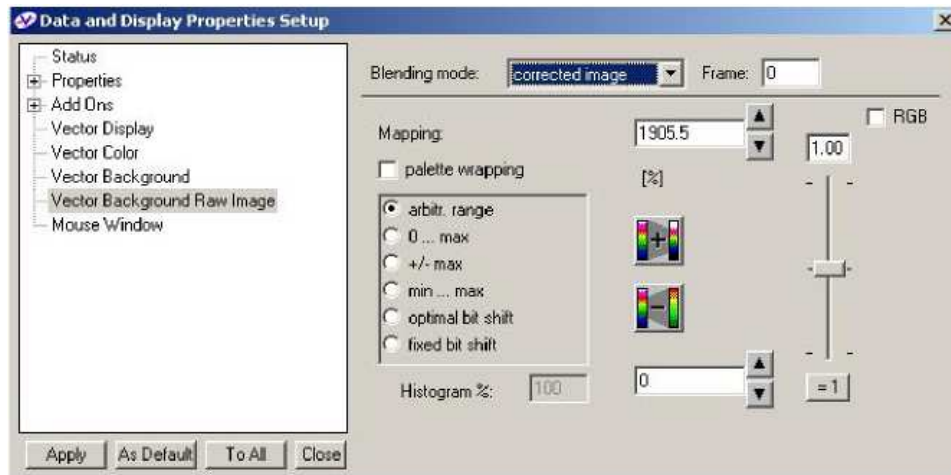 Data and Display Properties Setup
Status
Properties
Add Ons
Vector Display
Vector Color
Vector Background
Vector Background Raw Image
Mouse Window
Apply As Default To All Close
Blending mode: corrected image Frame: 0
RGB
Mapping: 1905.5 1.00
palette wrapping [%]
arbitr. range
0 ... max
+/- max
min ... max
optimal bit shift
fixed bit shift
Histogram %: 100 0 = 1